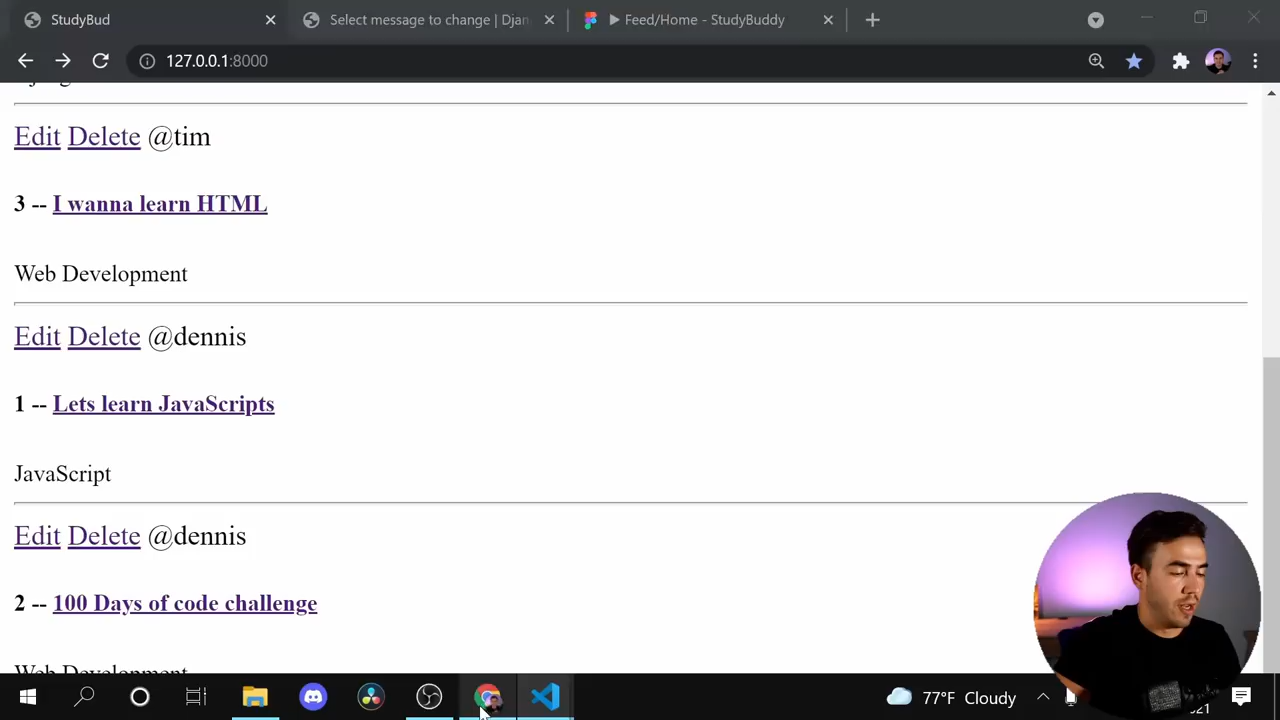 StudyBud
Select message to change | Djan
Feed/Home - StudyBuddy
127.0.0.1:8000
Edit Delete @tim
3 -- I wanna learn HTML
Web Development
Edit Delete @dennis
1 -- Lets learn JavaScripts
JavaScript
Edit Delete @dennis
2 -- 100 Days of code challenge
Web Development
77°F Cloudy